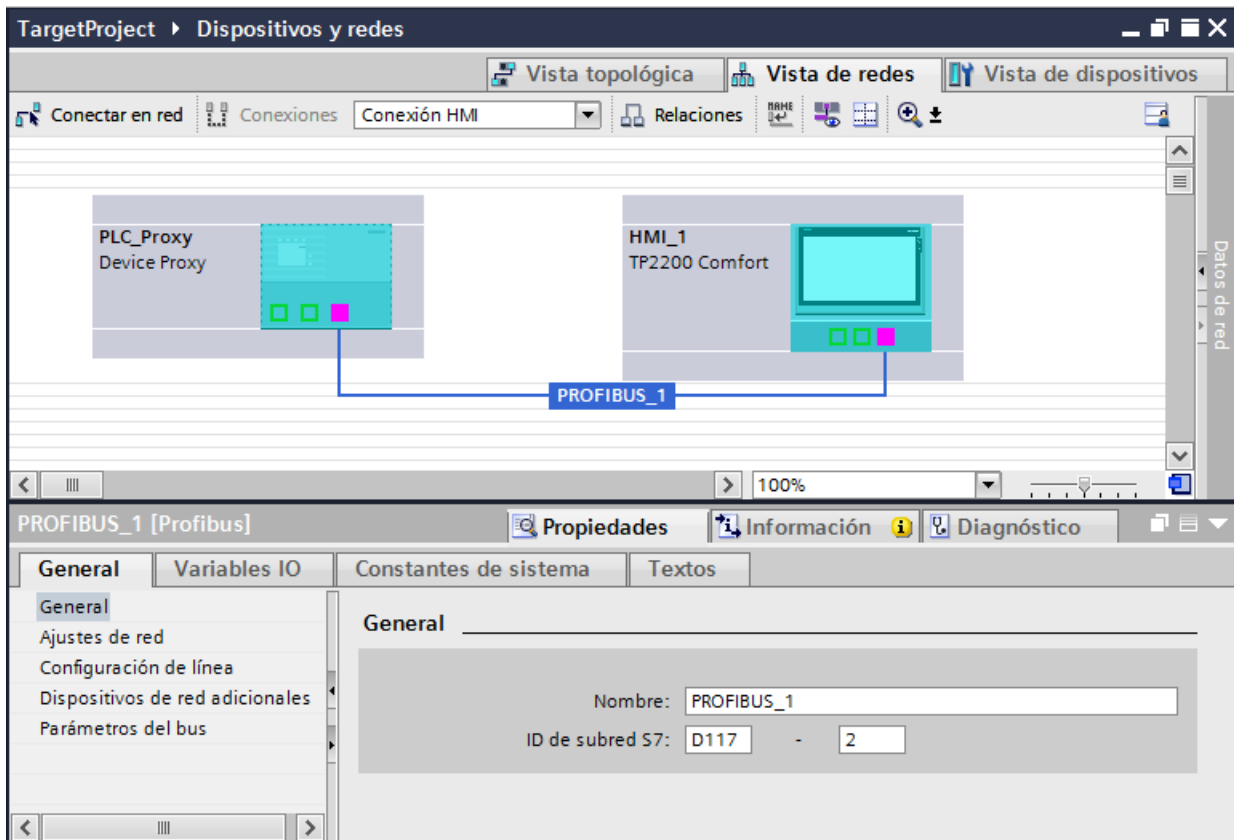 TargetProject ▸ Dispositivos y redes
Vista topológica Vista de redes Vista de dispositivos
Conectar en red Conexiones Conexión HMI Relaciones NAME
PLC_Proxy
Device Proxy
HMI_1
TP2200 Comfort
PROFIBUS_1
Datos de red
100%
PROFIBUS_1 [Profibus] Propiedades Información Diagnóstico
General Variables IO Constantes de sistema Textos
General
Ajustes de red
Configuración de línea
Dispositivos de red adicionales
Parámetros del bus
General
Nombre: PROFIBUS_1
ID de subred S7: D117 - 2